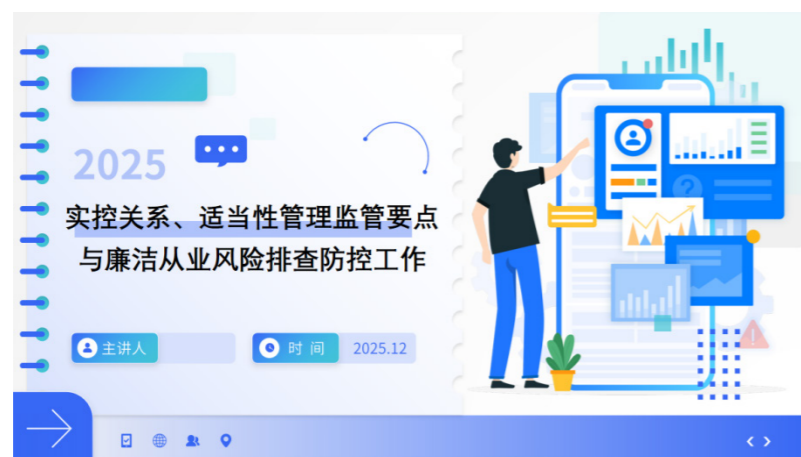 2025
实控关系、适当性管理监管要点
与廉洁从业风险排查防控工作
主讲人
时 间 2025.12